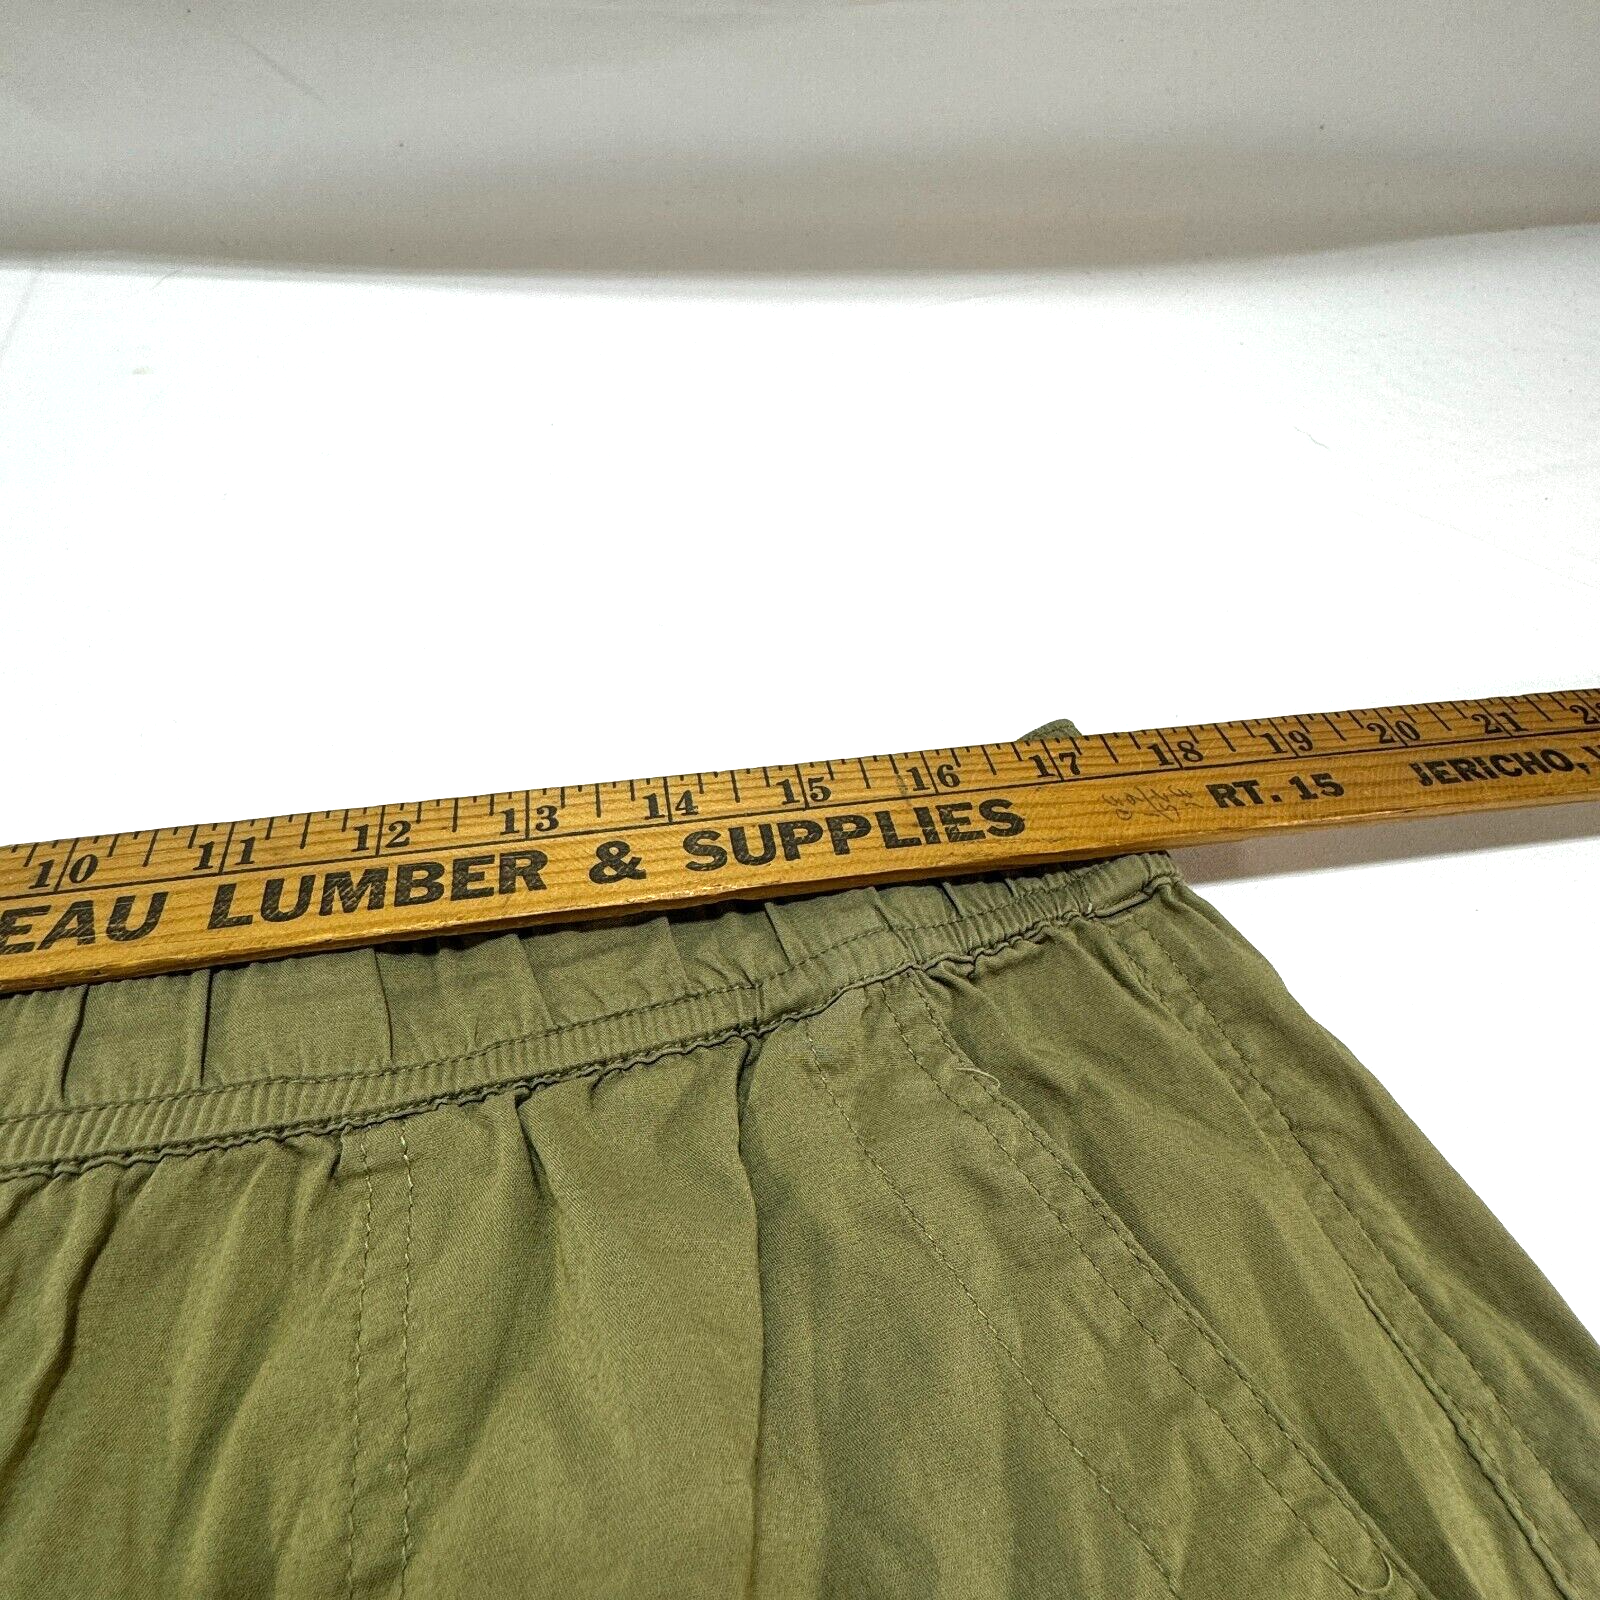 10 11 12 13 14 15 16 17 18 19 20 21
EAU LUMBER & SUPPLIES RT. 15 JERICHO,